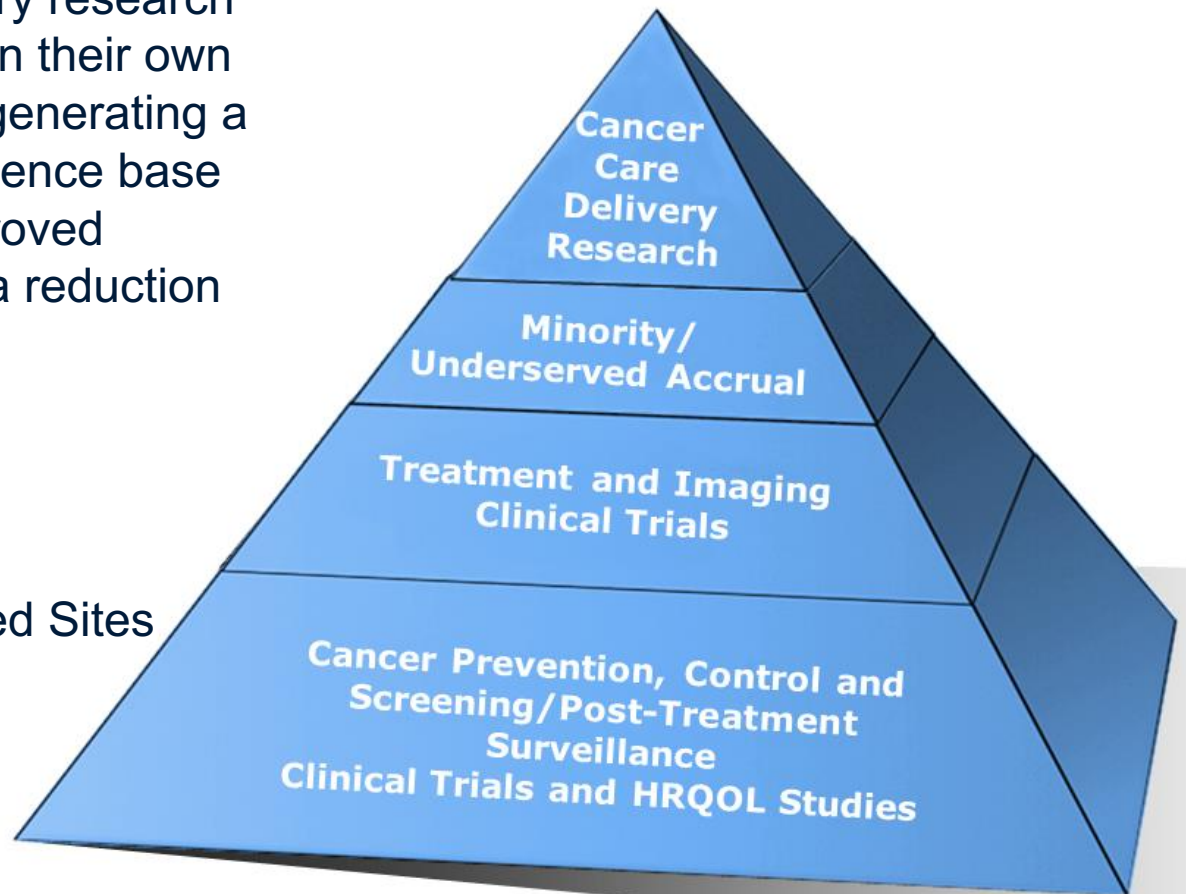 ry research
n their own
generating a
ence base
roved
a reduction
ed Sites
Cancer
Care
Delivery
Research
Minority/
Underserved Accrual
Treatment and Imaging
Clinical Trials
Cancer Prevention, Control and
Screening/Post-Treatment
Surveillance
Clinical Trials and HRQOL Studies